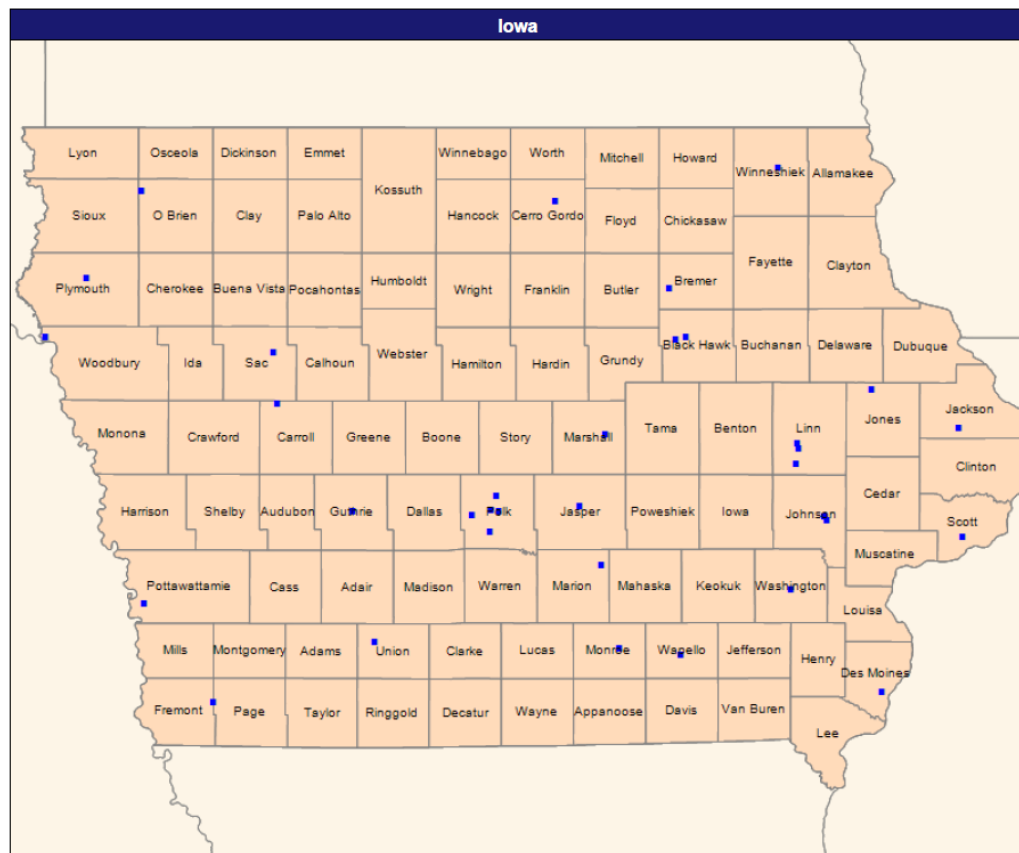 Iowa
Lyon Osceola Dickinson Emmet Winnebago Worth Mitchell Howard Winneshiek Allamakee
Kossuth
Sioux O Brien Clay Palo Alto Hancock Cerro Gordo Floyd Chickasaw
Fayette Clayton
Plymouth Cherokee Buena Vista Pocahontas Humboldt Wright Franklin Butler Bremer
Woodbury Ida Sac Calhoun Webster Hamilton Hardin Grundy Black Hawk Buchanan Delaware Dubuque
Monona Crawford Carroll Greene Boone Story Marshall Tama Benton Linn Jones Jackson
Clinton
Harrison Shelby Audubon Guthrie Dallas Polk Jasper Poweshiek Iowa Johnson Cedar Scott
Muscatine
Pottawattamie Cass Adair Madison Warren Marion Mahaska Keokuk Washington Louisa
Mills Montgomery Adams Union Clarke Lucas Monroe Wapello Jefferson Henry Des Moines
Fremont Page Taylor Ringgold Decatur Wayne Appanoose Davis Van Buren Lee